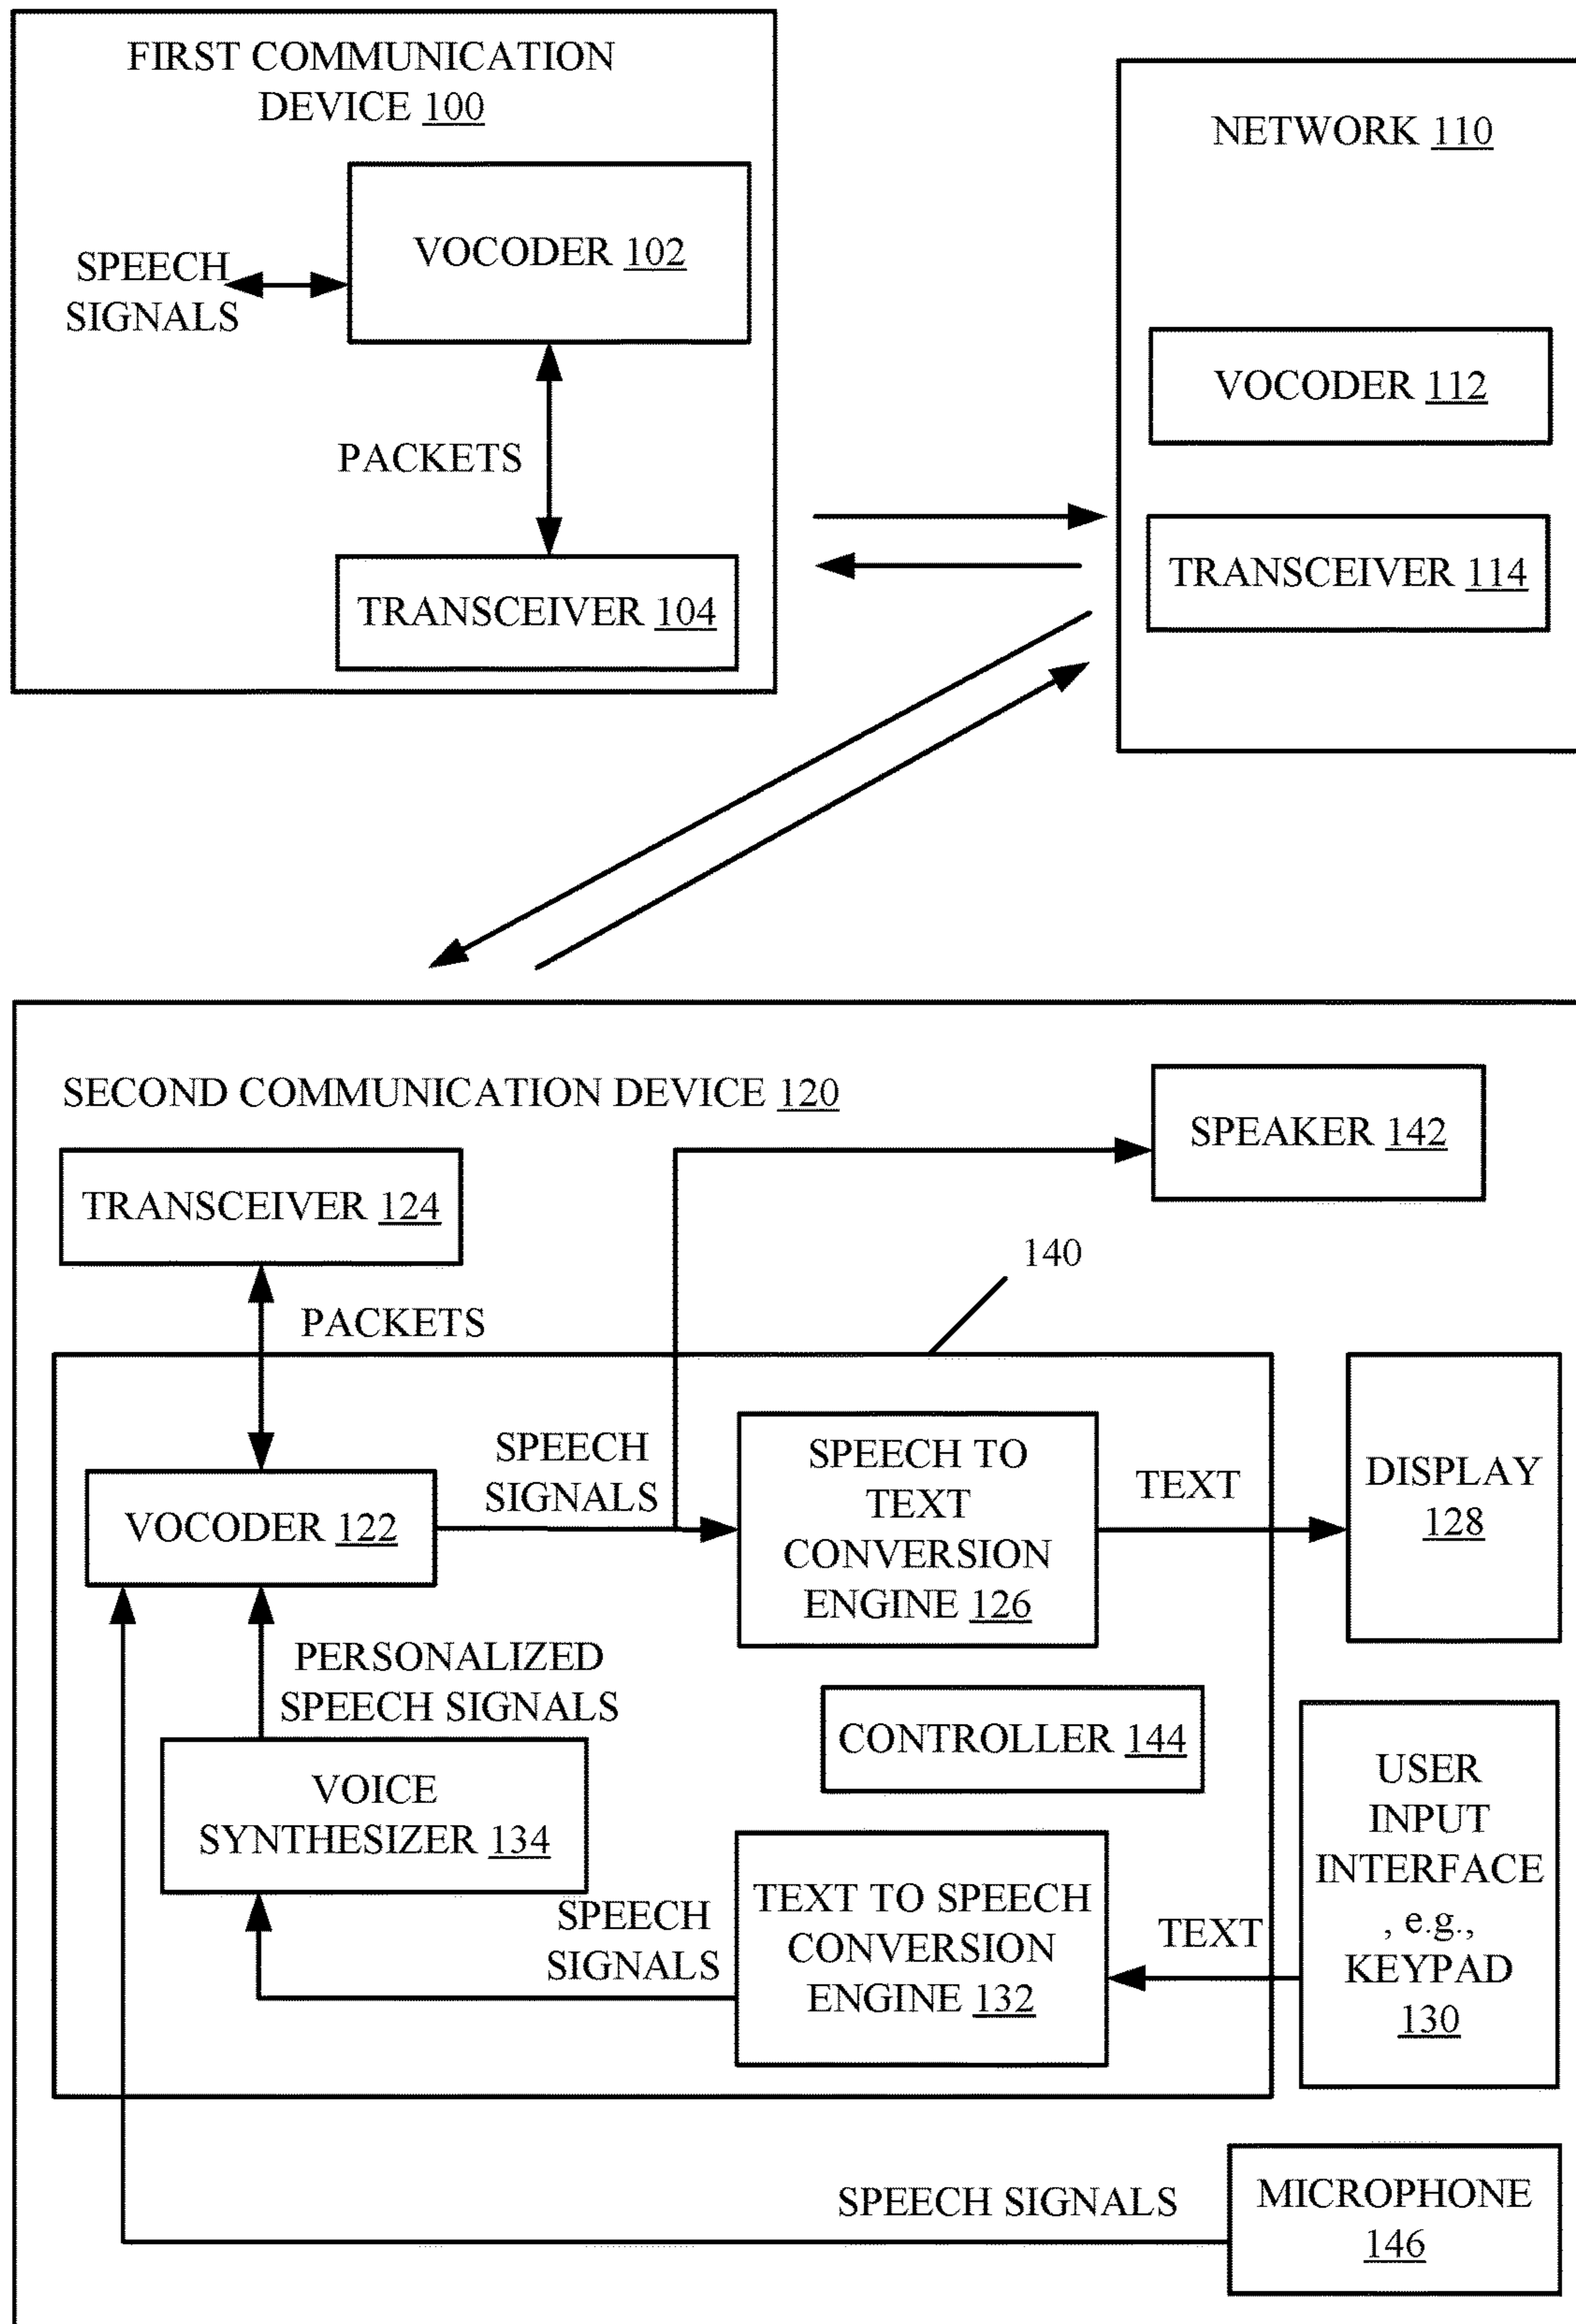 FIRST COMMUNICATION
DEVICE 100
VOCODER 102
SPEECH
SIGNALS
PACKETS
TRANSCEIVER 104
NETWORK 110
VOCODER 112
TRANSCEIVER 114
SECOND COMMUNICATION DEVICE 120
SPEAKER 142
TRANSCEIVER 124
140
PACKETS
SPEECH
SIGNALS
VOCODER 122
SPEECH TO
TEXT
CONVERSION
ENGINE 126
TEXT
DISPLAY
128
PERSONALIZED
SPEECH SIGNALS
CONTROLLER 144
VOICE
SYNTHESIZER 134
SPEECH
SIGNALS
TEXT TO SPEECH
CONVERSION
ENGINE 132
TEXT
USER
INPUT
INTERFACE
, e.g.,
KEYPAD
130
SPEECH SIGNALS
MICROPHONE
146